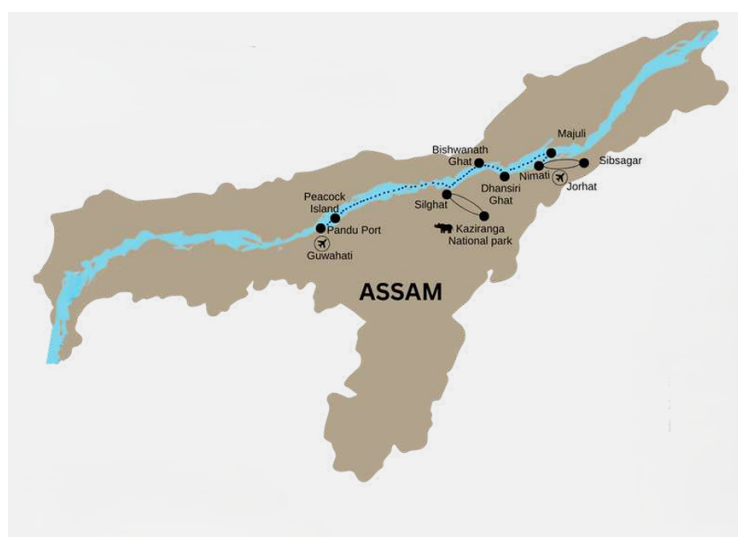 Majuli
Bishwanath
Ghat
Sibsagar
Nimati
Jorhat
Dhansiri
Ghat
Peacock
Island
Silghat
Pandu Port
Kaziranga
National park
Guwahati
ASSAM